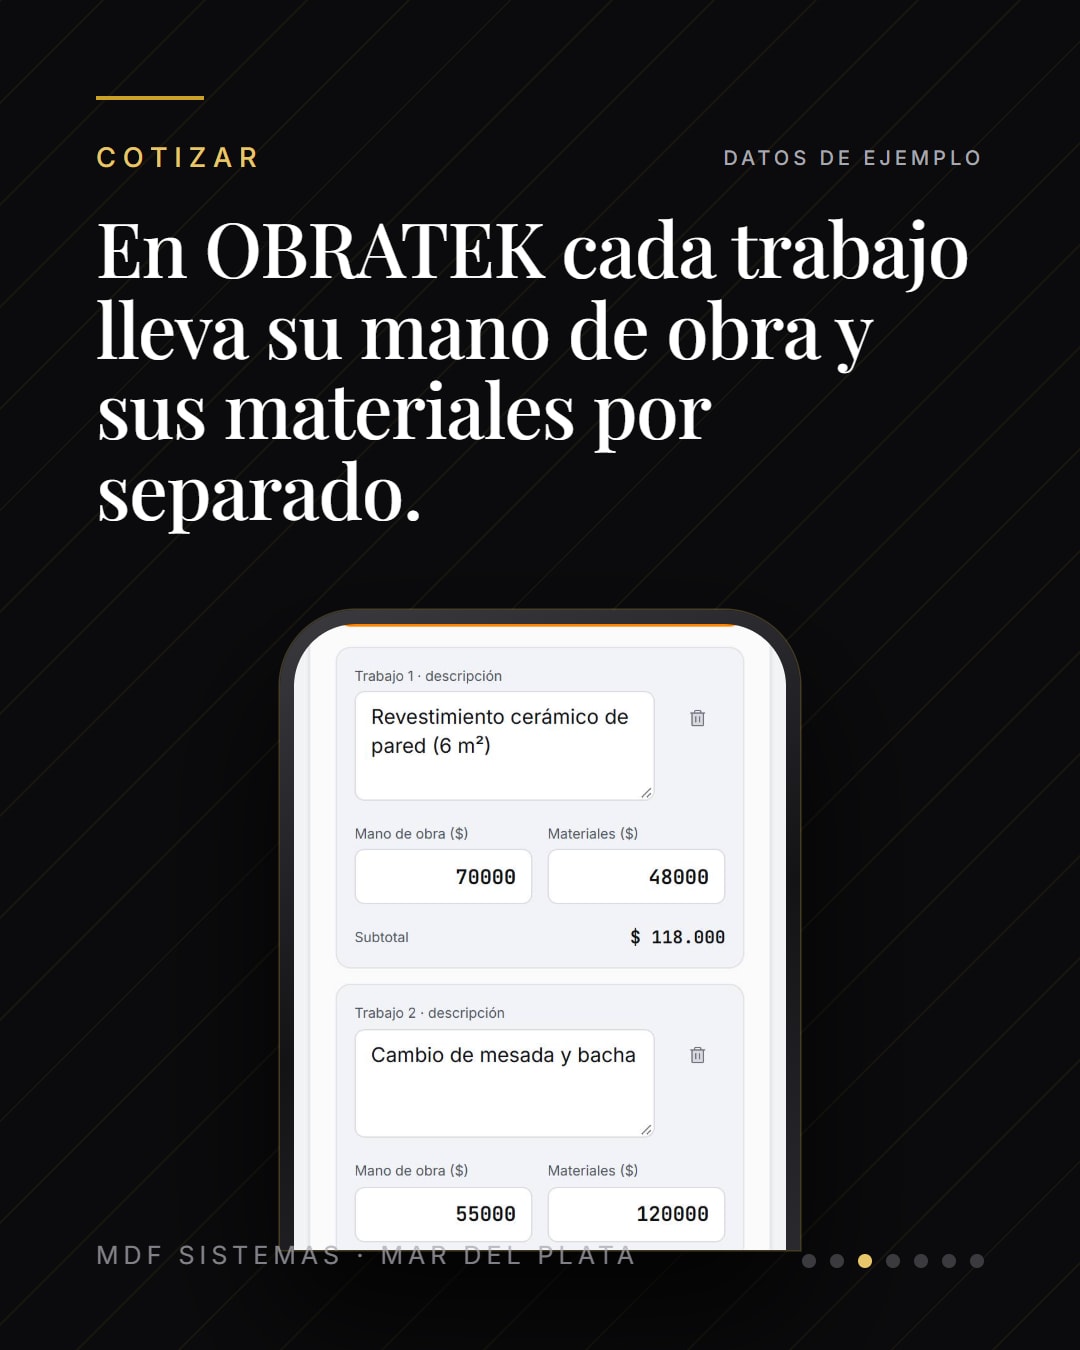 COTIZAR
DATOS DE EJEMPLO
En OBRATEK cada trabajo
lleva su mano de obra y
sus materiales por
separado.
Trabajo 1 · descripción
Revestimiento cerámico de
pared (6 m²)
Mano de obra ($)
Materiales ($)
70000
48000
Subtotal
$ 118.000
Trabajo 2 · descripción
Cambio de mesada y bacha
Mano de obra ($)
Materiales ($)
55000
120000
MDF SISTEMAS · MAR DEL PLATA